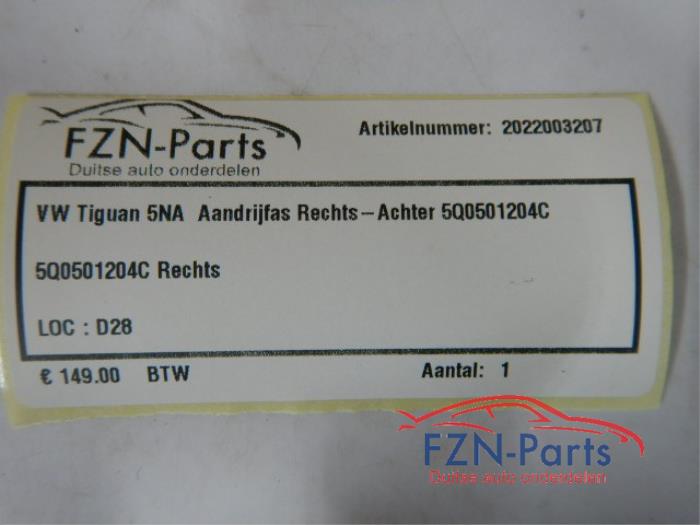 FZN-Parts
Duitse auto onderdelen
Artikelnummer: 2022003207
VW Tiguan 5NA Aandrijfas Rechts-Achter 5Q0501204C
5Q0501204C Rechts
LOC : D28
€ 149.00 BTW
Aantal: 1
FZN-Parts
Duitse auto onderdelen